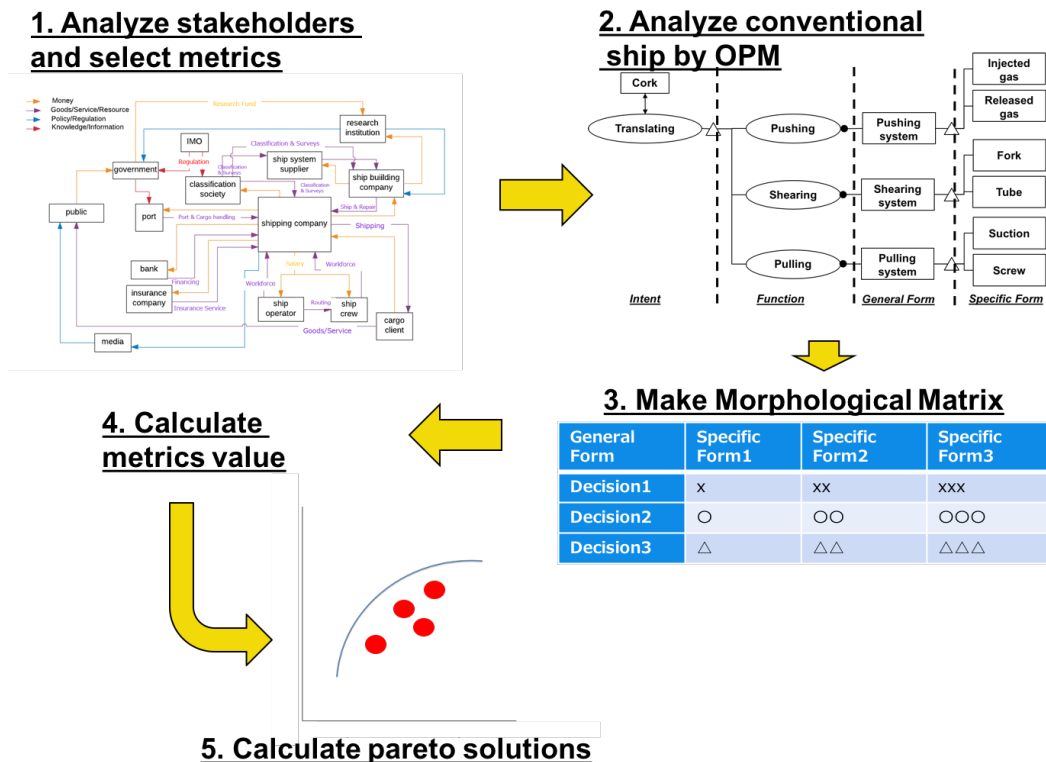 1. Analyze stakeholders
and select metrics
Money
Goods/Service/Resource
Policy/Regulation
Knowledge/Information
Research Fund
research
institution
IMO
Regulation
Classification & Surveys
ship system
supplier
government
Classification
& Surveys
classification
society
Classification
& Surveys
ship buiilding
company
public
port
Port & Cargo handling
shipping company
Ship & Repair
Shipping
bank
Financing
Salary
Workforce
Workforce
insurance
company
Insurance Service
ship
operator
Routing
ship
crew
Goods/Service
cargo
client
media
2. Analyze conventional
ship by OPM
Cork
Translating
Pushing
Shearing
Pulling
Pushing
system
Shearing
system
Pulling
system
Injected
gas
Released
gas
Fork
Tube
Suction
Screw
Intent
Function
General Form
Specific Form
3. Make Morphological Matrix
General
Form
Specific
Form1
Specific
Form2
Specific
Form3
Decision1
x
xx
xxx
Decision2
○
○○
○○○
Decision3
△
△△
△△△
4. Calculate
metrics value
5. Calculate pareto solutions